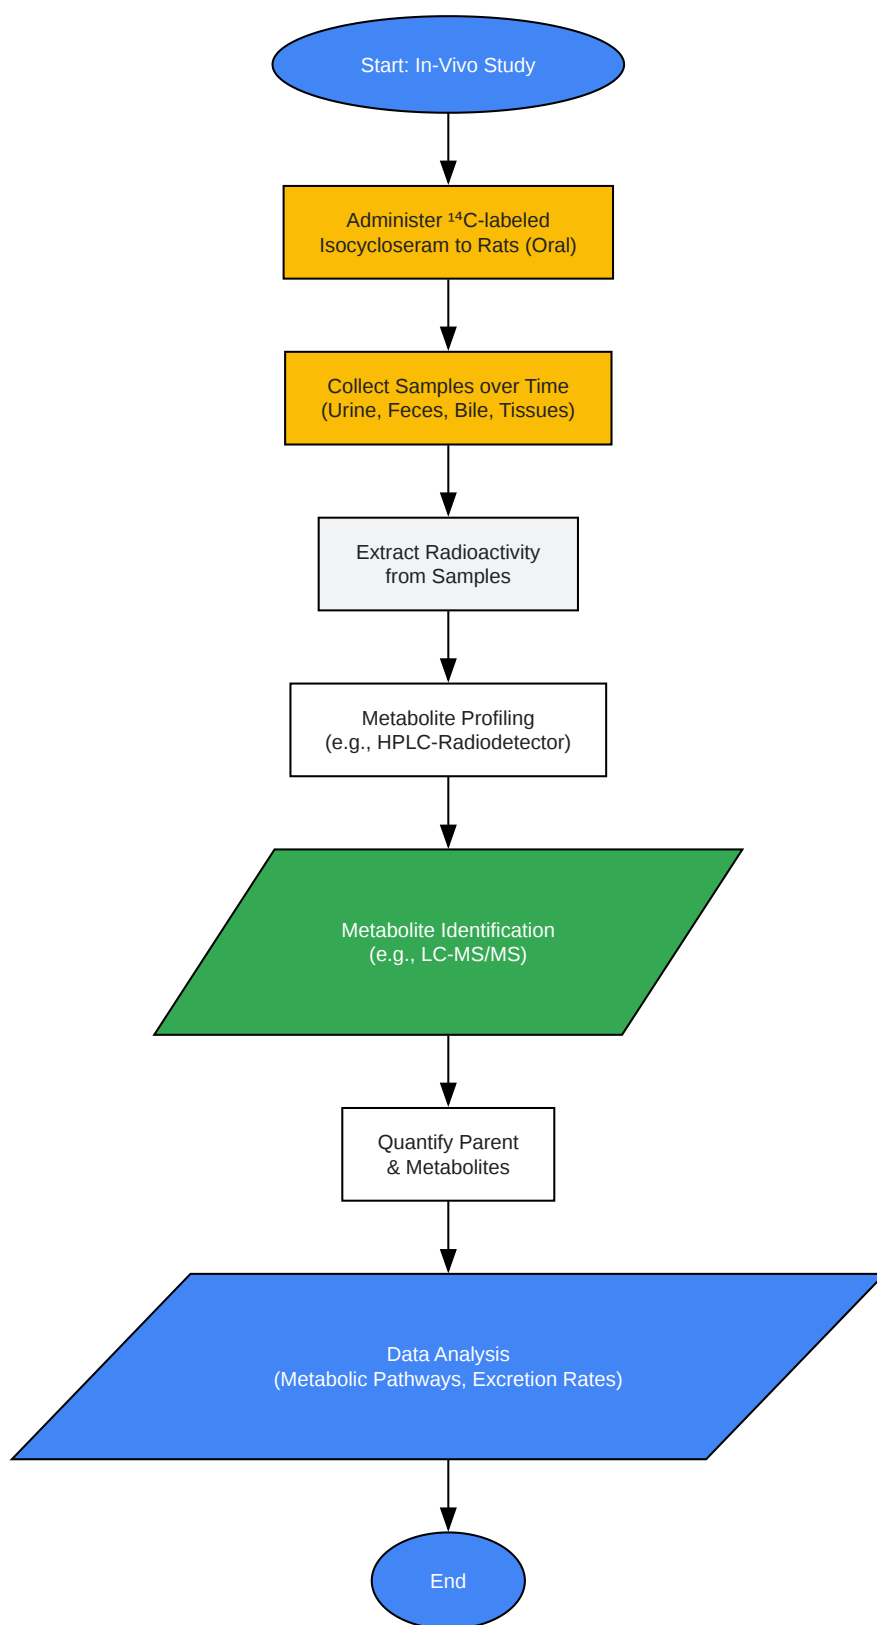 Start: In-Vivo Study
Administer ¹⁴C-labeled
Isocycloseram to Rats (Oral)
Collect Samples over Time
(Urine, Feces, Bile, Tissues)
Extract Radioactivity
from Samples
Metabolite Profiling
(e.g., HPLC-Radiodetector)
Metabolite Identification
(e.g., LC-MS/MS)
Quantify Parent
& Metabolites
Data Analysis
(Metabolic Pathways, Excretion Rates)
End